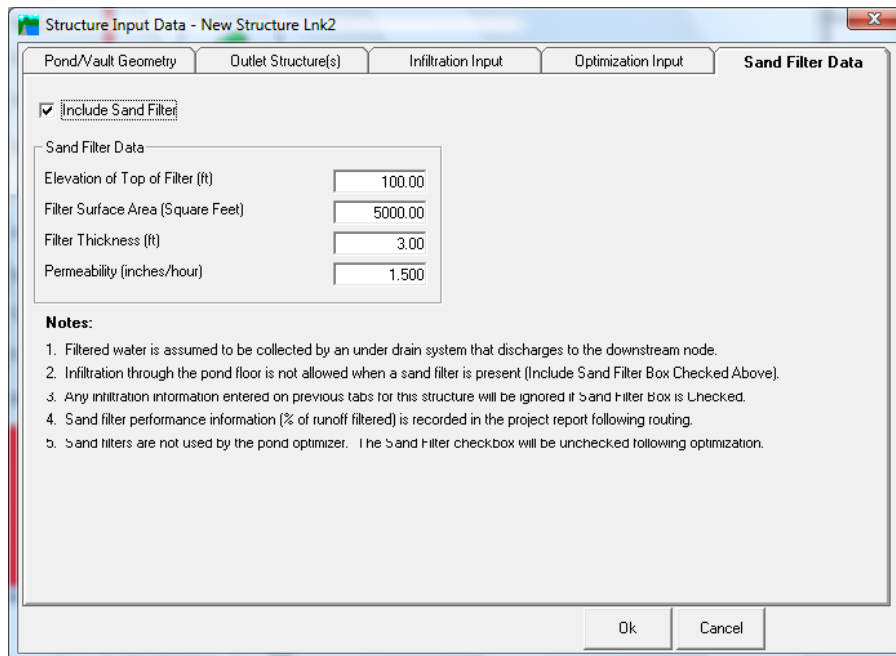 Structure Input Data - New Structure Lnk2
Pond/Vault Geometry
Outlet Structure(s)
Infiltration Input
Optimization Input
Sand Filter Data
Include Sand Filter
Sand Filter Data
Elevation of Top of Filter (ft)
100.00
Filter Surface Area (Square Feet)
5000.00
Filter Thickness (ft)
3.00
Permeability (inches/hour)
1.500
Notes:
1. Filtered water is assumed to be collected by an under drain system that discharges to the downstream node.
2. Infiltration through the pond floor is not allowed when a sand filter is present (Include Sand Filter Box Checked Above).
3. Any infiltration information entered on previous tabs for this structure will be ignored if Sand Filter Box is Checked.
4. Sand filter performance information (% of runoff filtered) is recorded in the project report following routing.
5. Sand filters are not used by the pond optimizer. The Sand Filter checkbox will be unchecked following optimization.
Ok
Cancel